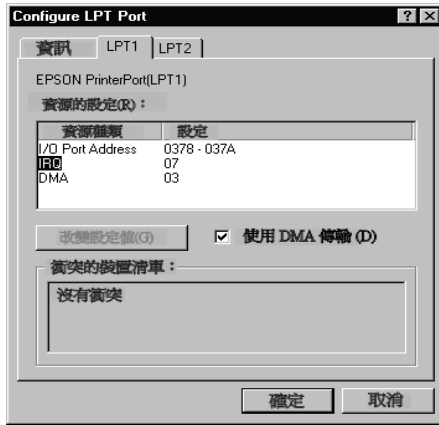 Configure LPT Port
資訊 LPT1 LPT2
EPSON PrinterPort(LPT1)
資源的設定(R)：
資源種類 設定
I/O Port Address 0378 - 037A
IRQ 07
DMA 03
改變設定值(G) 使用 DMA 傳輸 (D)
衝突的裝置清車：
沒有衝突
確定 取消